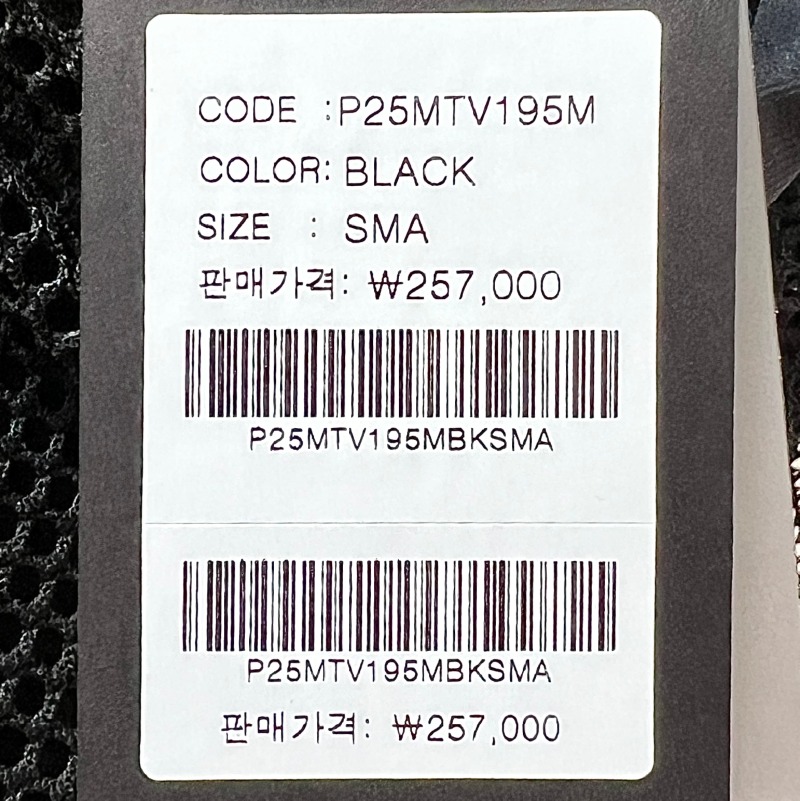 CODE :P25MTV195M
COLOR: BLACK
SIZE : SMA
판매가격: ₩257,000
P25MTV195MBKSMA
P25MTV195MBKSMA
판매가격: ₩257,000